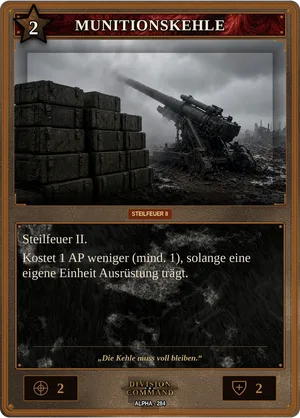 2
MUNITIONSKEHLE
STEILFEUER II
Steilfeuer II.
Kostet 1 AP weniger (mind. 1), solange eine
eigene Einheit Ausrüstung trägt.
„Die Kehle muss voll bleiben.“
2
DIVISION
COMMAND
ALPHA · 284
2